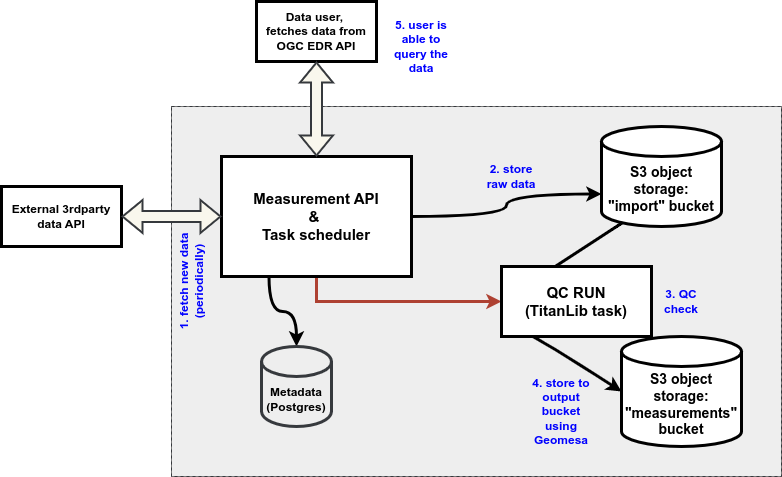 Data user,
fetches data from
OGC EDR API
5. user is
able to
query the
data
External 3rdparty
data API
1. fetch new data
(periodically)
Measurement API
&
Task scheduler
2. store
raw data
S3 object
storage:
"import" bucket
QC RUN
(TitanLib task)
3. QC
check
Metadata
(Postgres)
4. store to
output
bucket
using
Geomesa
S3 object
storage:
"measurements"
bucket